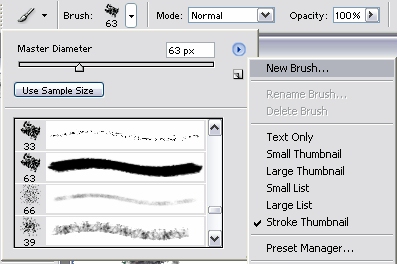 Brush: 63 Mode: Normal Opacity: 100%
Master Diameter 63 px
Use Sample Size
33
63
66
39
New Brush...
Rename Brush...
Delete Brush
Text Only
Small Thumbnail
Large Thumbnail
Small List
Large List
Stroke Thumbnail
Preset Manager...